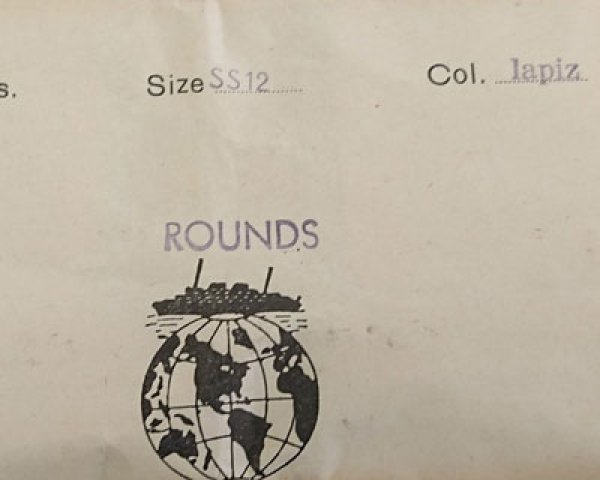 s. Size SS12 Col. lapiz
ROUNDS